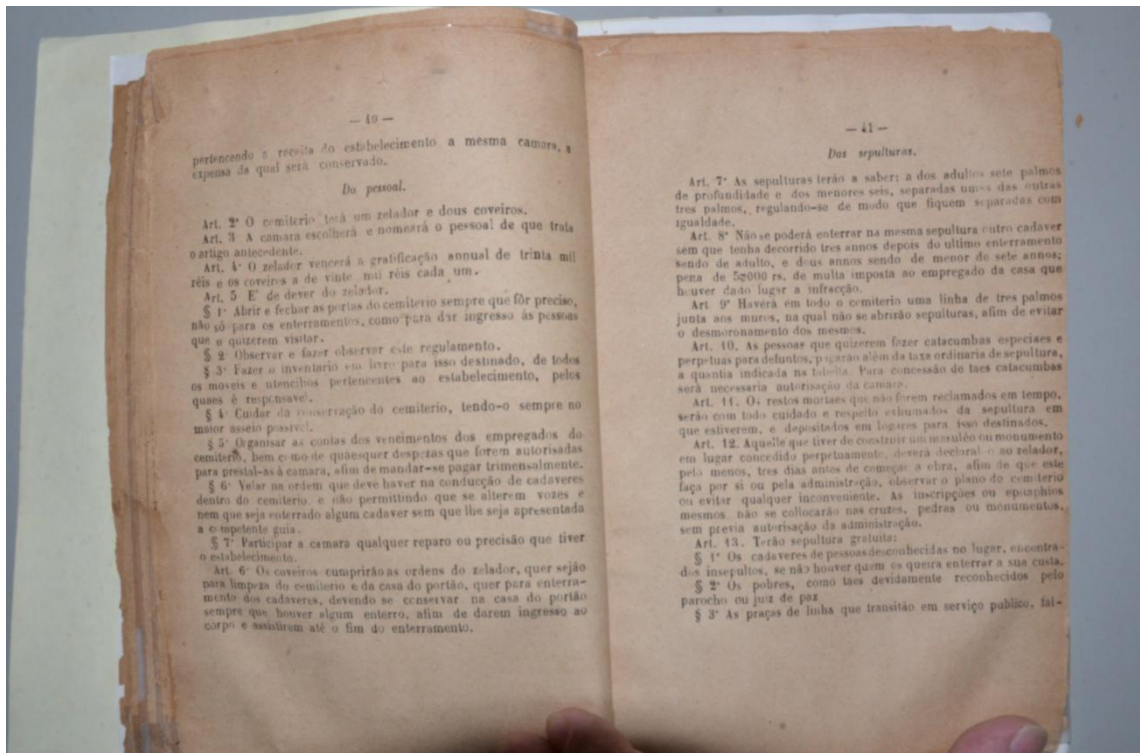 — 40 —
pertencendo a receita do estabelecimento a mesma camara, a
expensa da qual será conservado.
Do pessoal.
Art. 2º O cemiterio terá um zelador e dous coveiros.
Art. 3 A camara escolherá e nomeará o pessoal de que trata
o artigo antecedente.
Art. 4º O zelador vencerá a gratificação annual de trinta mil
réis e os coveiros a de vinte mil réis cada um.
Art. 5 E' de dever do zelador.
§ 1º Abrir e fechar as portas do cemiterio sempre que fôr preciso,
não só para os enterramentos, como para dar ingresso ás pessoas
que o quizerem visitar.
§ 2º Observar e fazer observar este regulamento.
§ 3º Fazer o inventario em livro para isso destinado, de todos
os moveis e utencilios pertencentes ao estabelecimento, pelos
quaes é responsavel.
§ 4º Cuidar da conservação do cemiterio, tendo-o sempre no
maior asseio possivel.
§ 5º Organisar as contas dos vencimentos dos empregados do
cemiterio, bem como de quaesquer despezas que forem autorisadas
para prestal-as á camara, afim de mandar-se pagar trimensalmente.
§ 6º Velar na ordem que deve haver na conducção de cadaveres
dentro do cemiterio, e não permittindo que se alterem vozes e
nem que seja enterrado algum cadaver sem que lhe seja apresentada
a competente guia.
§ 7º Participar a camara qualquer reparo ou precisão que tiver
o estabelecimento.
Art. 6º Os coveiros cumprirão as ordens do zelador, quer sejão
para limpeza do cemiterio e da casa do portão, quer para enterra-
mento dos cadaveres, devendo se conservar na casa do portão
sempre que houver algum enterro, afim de darem ingresso ao
corpo e assistirem até o fim do enterramento.
— 41 —
Das sepulturas.
Art. 7º As sepulturas terão a saber: a dos adultos sete palmos
de profundidade e dos menores seis, separadas umas das outras
tres palmos, regulando-se de modo que fiquem separadas com
igualdade.
Art. 8º Não se poderá enterrar na mesma sepultura outro cadaver
sem que tenha decorrido tres annos depois do ultimo enterramento
sendo de adulto, e dous annos sendo de menor de sete annos;
pena de 5$000 rs. de multa imposta ao empregado da casa que
houver dado lugar a infracção.
Art. 9º Haverá em todo o cemiterio uma linha de tres palmos
junta aos muros, na qual não se abrirão sepulturas, afim de evitar
o desmoronamento dos mesmos.
Art. 10. As pessoas que quizerem fazer catacumbas especiaes e
perpetuas para defuntos, pagarão além da taxa ordinaria de sepultura,
a quantia indicada na tabella. Para concessão de taes catacumbas
será necessaria autorisação da camara.
Art. 11. Os restos mortaes que não forem reclamados em tempo,
serão com todo cuidado e respeito exhumados da sepultura em
que estiverem, e depositados em logares para isso destinados.
Art. 12. Aquelle que tiver de construir um mausuléo ou monumento
em lugar concedido perpetuamente, deverá declaral-o ao zelador,
pelo menos, tres dias antes de começar a obra, afim de que este
faça por si ou pela administração, observar o plano do cemiterio
ou evitar qualquer inconveniente. As inscripções ou epitaphios
mesmos não se collocarão nas cruzes, pedras ou monumentos,
sem previa autorisação da administração.
Art. 13. Terão sepultura gratuita:
§ 1º Os cadaveres de pessoas desconhecidas no lugar, encontra-
dos insepultos, se não houver quem os queira enterrar a sua custa.
§ 2º Os pobres, como taes devidamente reconhecidos pelo
parocho ou juiz de paz
§ 3º As praças de linha que transitão em serviço publico, fal-